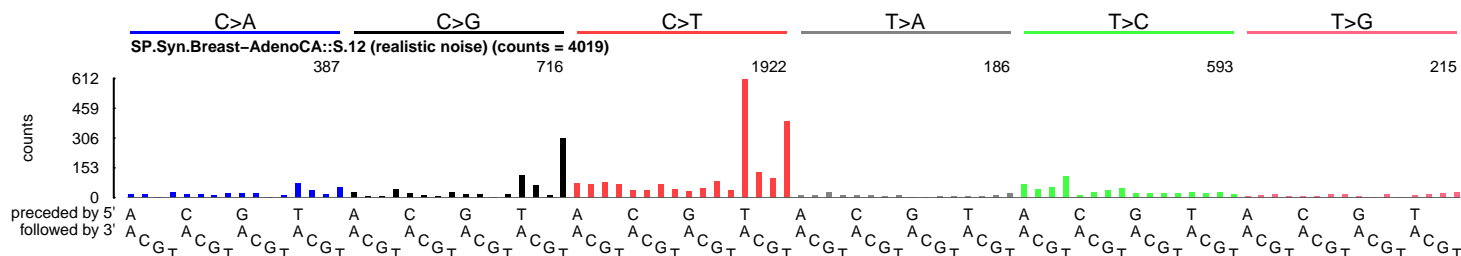 C>A C>G C>T T>A T>C T>G
SP.Syn.Breast–AdenoCA::S.12 (realistic noise) (counts = 4019)
387 716 1922 186 593 215
612
459
306
153
0
counts
preceded by 5' A C G T A C G T A C G T A C G T A C G T A C G T
followed by 3' A C G T A C G T A C G T A C G T A C G T A C G T A C G T A C G T A C G T A C G T A C G T A C G T A C G T A C G T A C G T A C G T A C G T A C G T A C G T A C G T A C G T A C G T A C G T A C G T